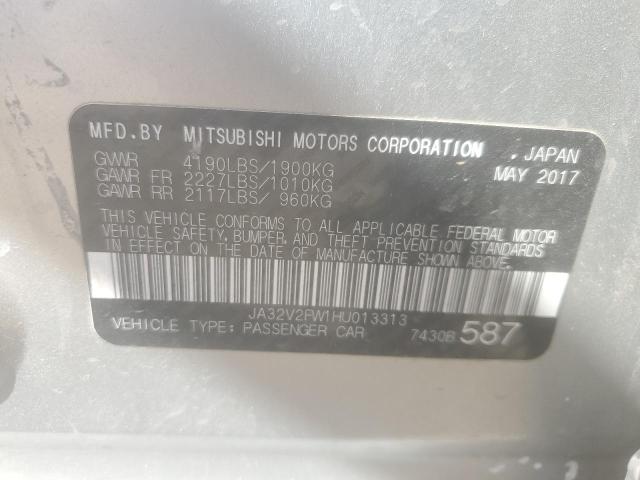 MFD.BY MITSUBISHI MOTORS CORPORATION , JAPAN
GVWR 4190LBS/1900KG MAY 2017
GAWR FR 2227LBS/1010KG
GAWR RR 2117LBS/ 960KG
THIS VEHICLE CONFORMS TO ALL APPLICABLE FEDERAL MOTOR
VEHICLE SAFETY, BUMPER, AND THEFT PREVENTION STANDARDS
IN EFFECT ON THE DATE OF MANUFACTURE SHOWN ABOVE.
JA32V2FW1HU013313
VEHICLE TYPE: PASSENGER CAR 7430B 587